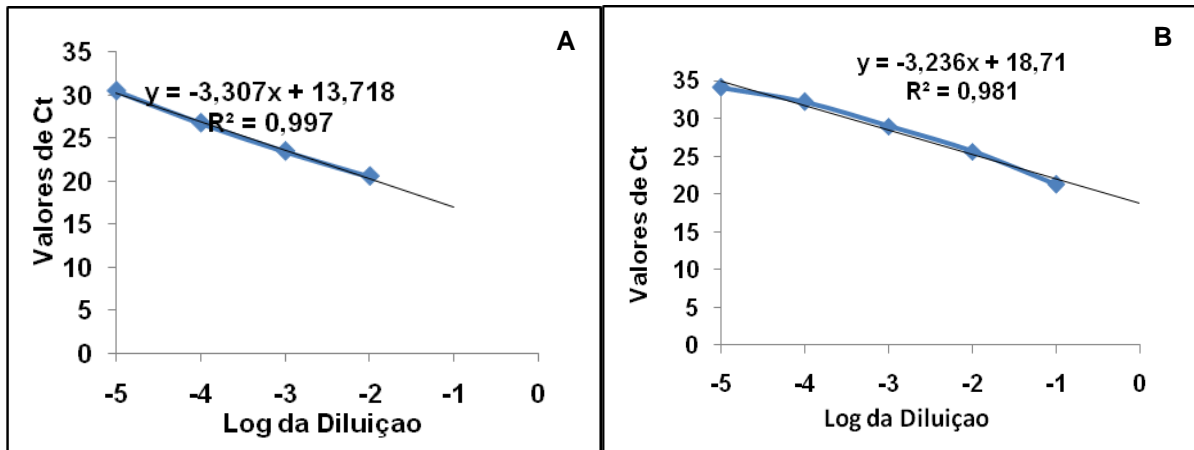 A
Valores de Ct
35
30
25
20
15
10
5
0
y = -3,307x + 13,718
R² = 0,997
-5 -4 -3 -2 -1 0
Log da Diluiçao
B
Valores de Ct
35
30
25
20
15
10
5
0
y = -3,236x + 18,71
R² = 0,981
-5 -4 -3 -2 -1 0
Log da Diluiçao